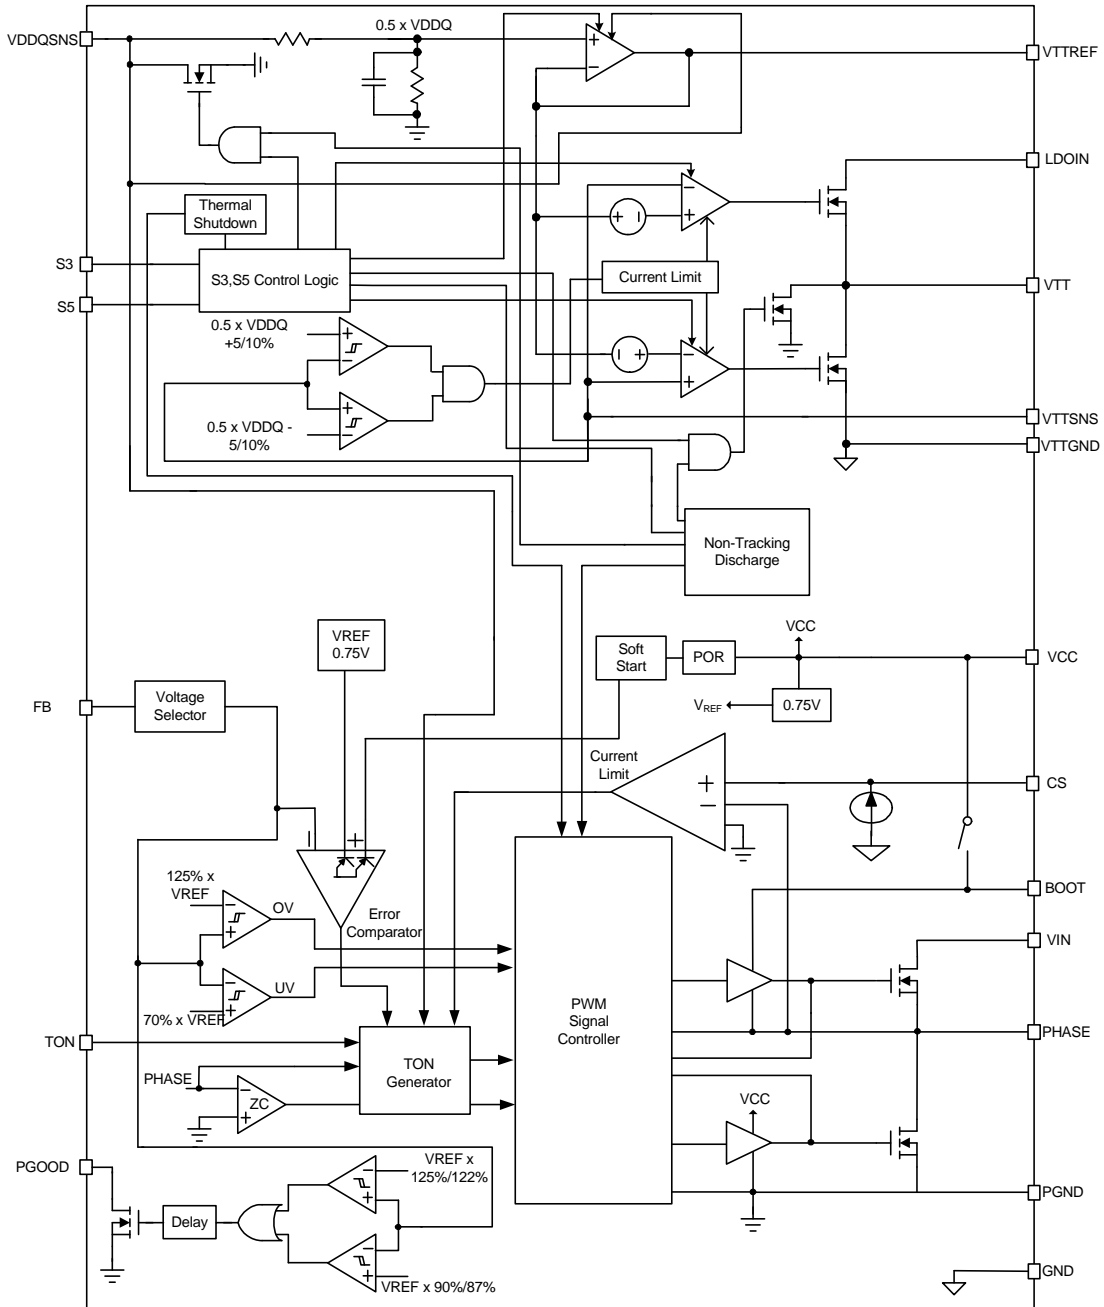 0.5 x VDDQ
VDDQSNS
VTTREF
LDOIN
Thermal
Shutdown
S3
S3,S5 Control Logic
Current Limit
VTT
S5
0.5 x VDDQ
+5/10%
0.5 x VDDQ -
5/10%
VTTSNS
VTTGND
Non-Tracking
Discharge
VREF
0.75V
Soft
Start
POR
VCC
VCC
FB
Voltage
Selector
VREF
0.75V
Current
Limit
CS
125% x
VREF
OV
Error
Comparator
BOOT
VIN
UV
70% x VREF
PWM
Signal
Controller
TON
TON
Generator
PHASE
PHASE
ZC
VCC
PGOOD
VREF x
125%/122%
PGND
Delay
VREF x 90%/87%
GND